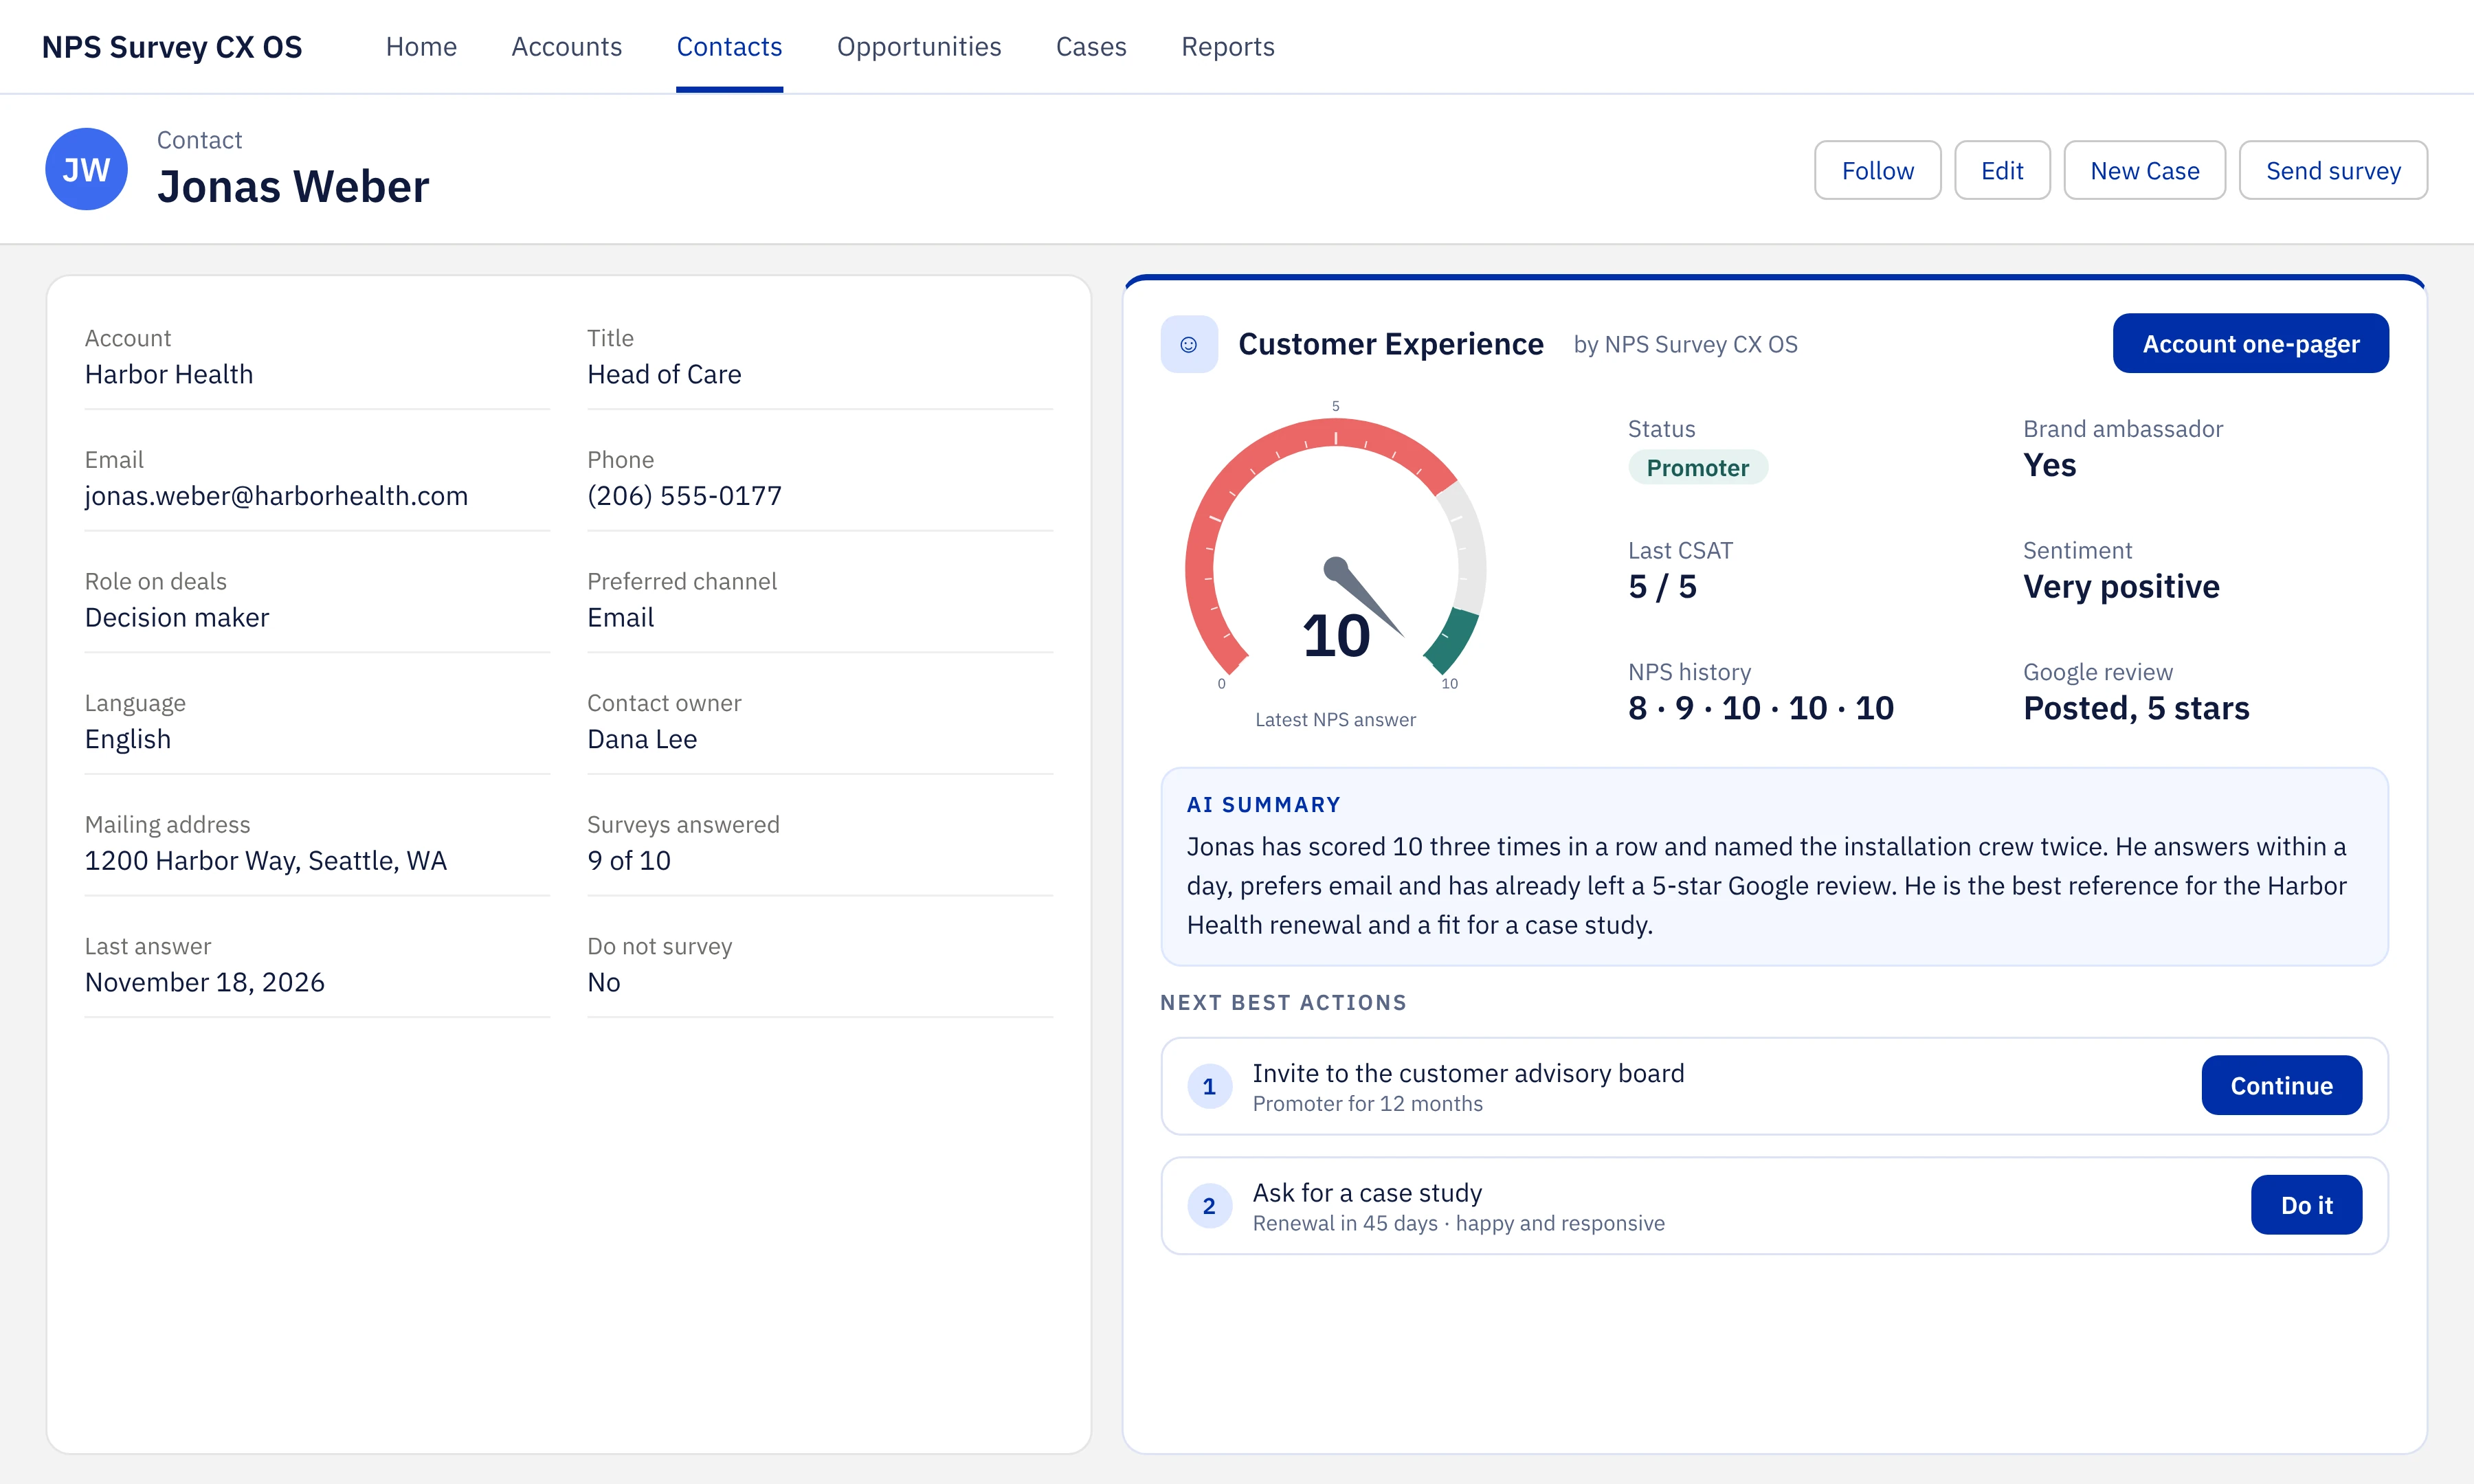 NPS Survey CX OS
Home
Accounts
Contacts
Opportunities
Cases
Reports
JW
Contact
Jonas Weber
Follow
Edit
New Case
Send survey
Account
Harbor Health
Title
Head of Care
Email
jonas.weber@harborhealth.com
Phone
(206) 555-0177
Role on deals
Decision maker
Preferred channel
Email
Language
English
Contact owner
Dana Lee
Mailing address
1200 Harbor Way, Seattle, WA
Surveys answered
9 of 10
Last answer
November 18, 2026
Do not survey
No
Customer Experience
by NPS Survey CX OS
Account one-pager
5
10
0
10
Latest NPS answer
Status
Promoter
Brand ambassador
Yes
Last CSAT
5 / 5
Sentiment
Very positive
NPS history
8 · 9 · 10 · 10 · 10
Google review
Posted, 5 stars
AI SUMMARY
Jonas has scored 10 three times in a row and named the installation crew twice. He answers within a
day, prefers email and has already left a 5-star Google review. He is the best reference for the Harbor
Health renewal and a fit for a case study.
NEXT BEST ACTIONS
1
Invite to the customer advisory board
Promoter for 12 months
Continue
2
Ask for a case study
Renewal in 45 days · happy and responsive
Do it